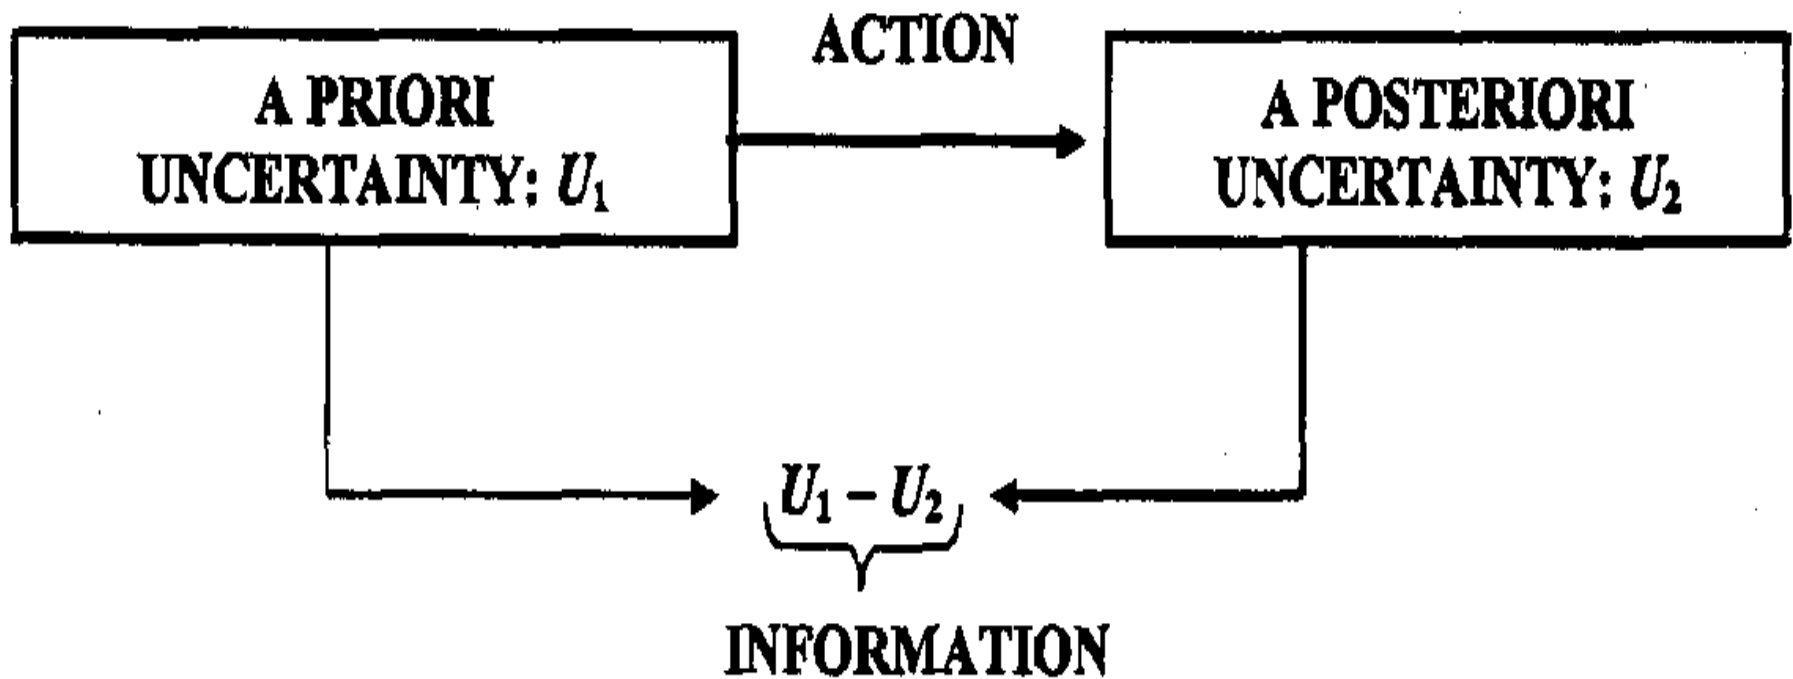 ACTION
A PRIORI
UNCERTAINTY: U₁
A POSTERIORI
UNCERTAINTY: U₂
U₁ – U₂
INFORMATION